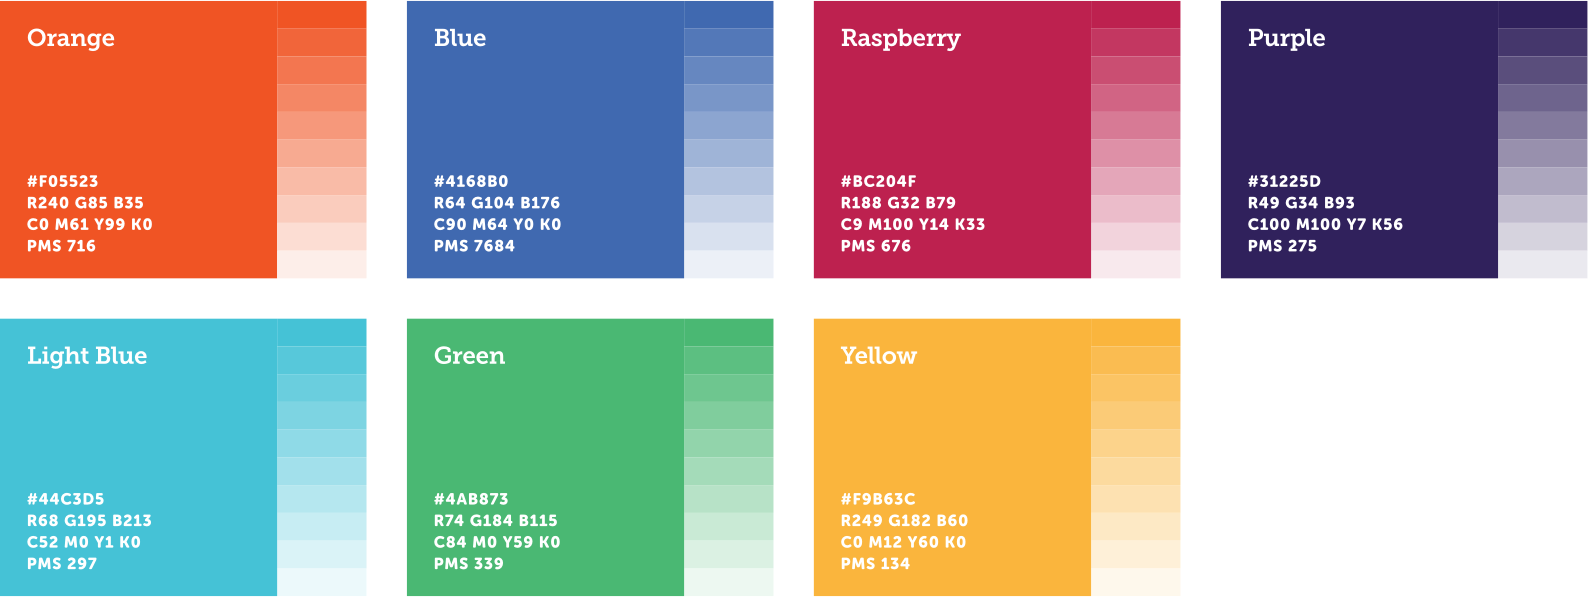 Orange
#F05523
R240 G85 B35
C0 M61 Y99 K0
PMS 716
Blue
#4168B0
R64 G104 B176
C90 M64 Y0 K0
PMS 7684
Raspberry
#BC204F
R188 G32 B79
C9 M100 Y14 K33
PMS 676
Purple
#31225D
R49 G34 B93
C100 M100 Y7 K56
PMS 275
Light Blue
#44C3D5
R68 G195 B213
C52 M0 Y1 K0
PMS 297
Green
#4AB873
R74 G184 B115
C84 M0 Y59 K0
PMS 339
Yellow
#F9B63C
R249 G182 B60
C0 M12 Y60 K0
PMS 134